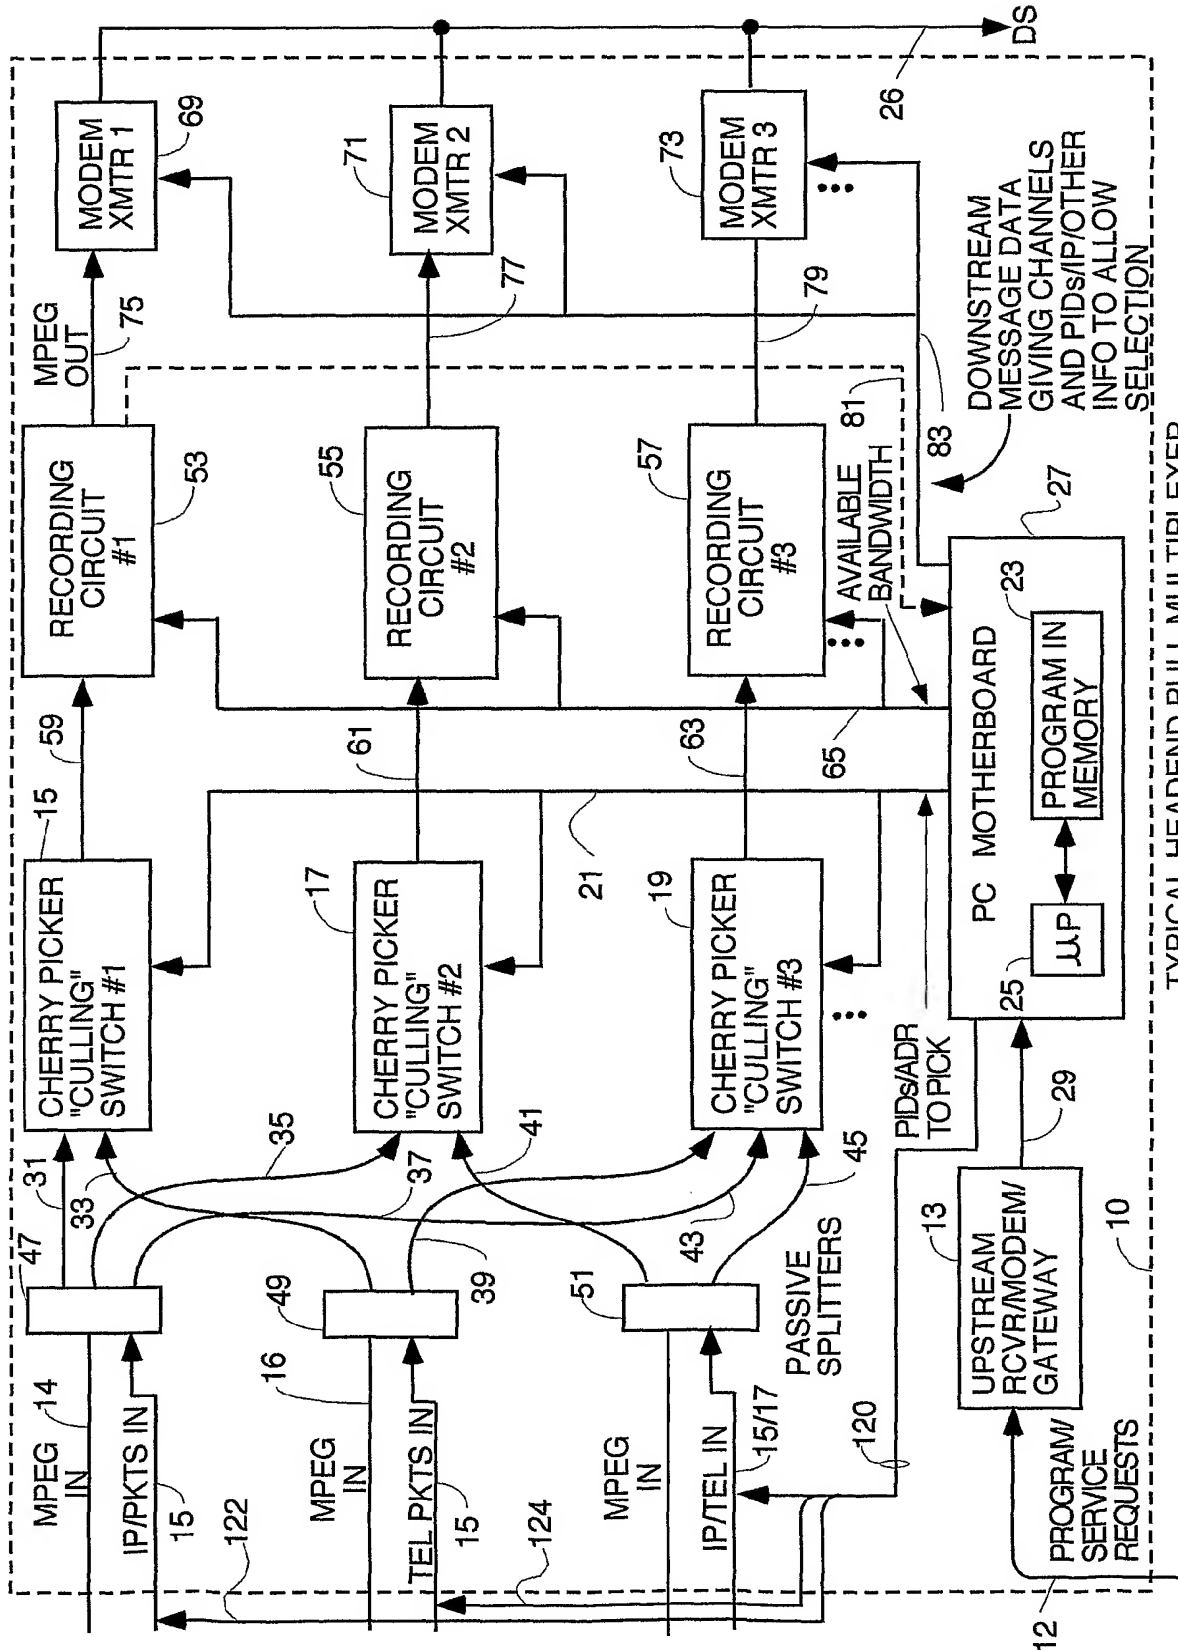 MPEG
IN
14
IP/PKTS IN
15
122
47
31
33
35
37
CHERRY PICKER
"CULLING"
SWITCH #1
15
59
RECORDING
CIRCUIT
#1
53
MPEG
OUT
75
MODEM
XMTR 1
69
MPEG
IN
16
TEL PKTS IN
15
124
49
39
41
CHERRY PICKER
"CULLING"
SWITCH #2
17
61
RECORDING
CIRCUIT
#2
55
77
MODEM
XMTR 2
71
MPEG
IN
IP/TEL IN
15/17
51
43
45
PASSIVE
SPLITTERS
CHERRY PICKER
"CULLING"
SWITCH #3
19
21
63
65
RECORDING
CIRCUIT
#3
57
79
MODEM
XMTR 3
73
26
DS
120
PIDs/ADR
TO PICK
AVAILABLE
BANDWIDTH
81
83
DOWNSTREAM
MESSAGE DATA
GIVING CHANNELS
AND PIDs/IP/OTHER
INFO TO ALLOW
SELECTION
12
PROGRAM/
SERVICE
REQUESTS
UPSTREAM
RCVR/MODEM/
GATEWAY
13
29
10
PC MOTHERBOARD
27
25
μP
PROGRAM IN
MEMORY
23
TYPICAL HEADEND PULL MULTIPLEXER